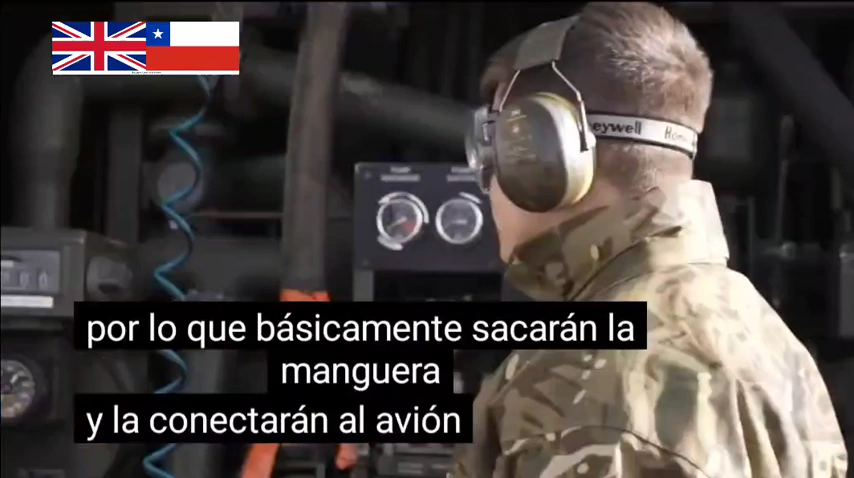 eywell
por lo que básicamente sacarán la
manguera
y la conectarán al avión